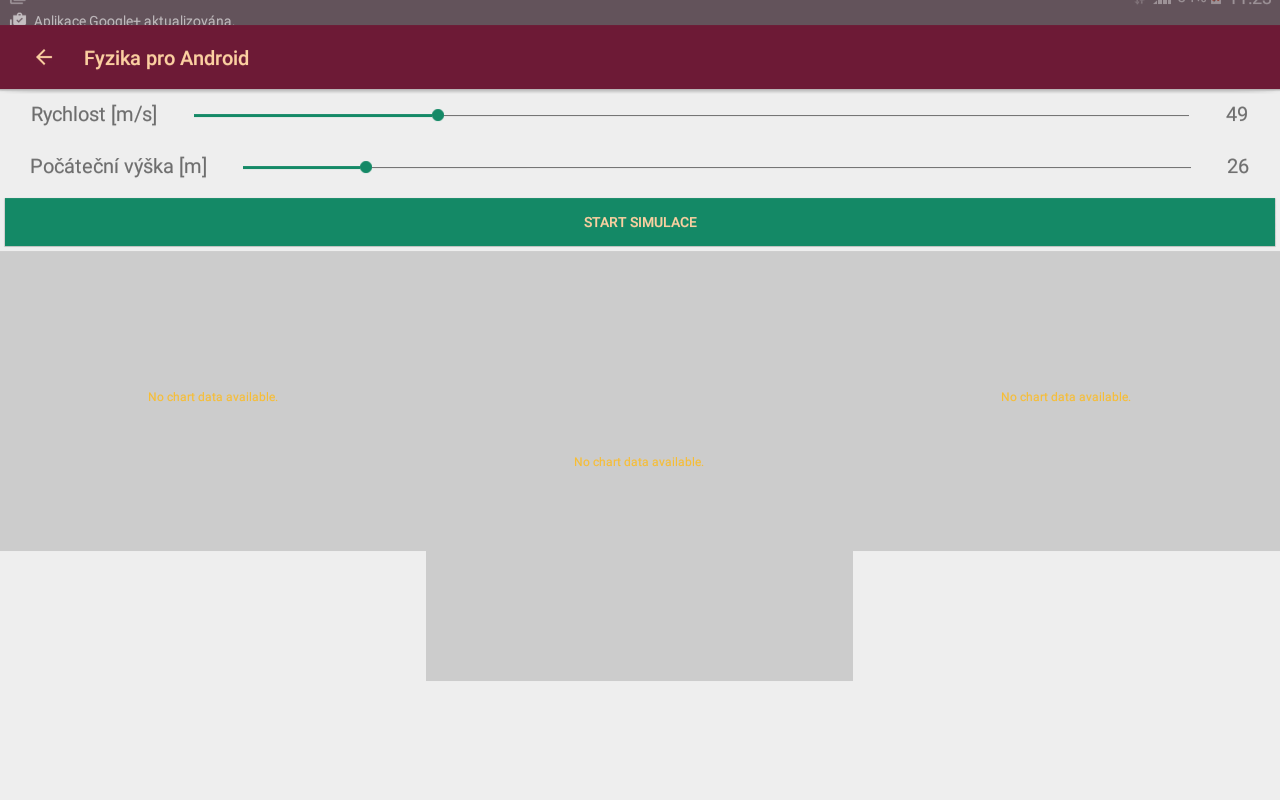 Aplikace Google+ aktualizována.
Fyzika pro Android
Rychlost [m/s] 49
Počáteční výška [m] 26
START SIMULACE
No chart data available.
No chart data available.
No chart data available.